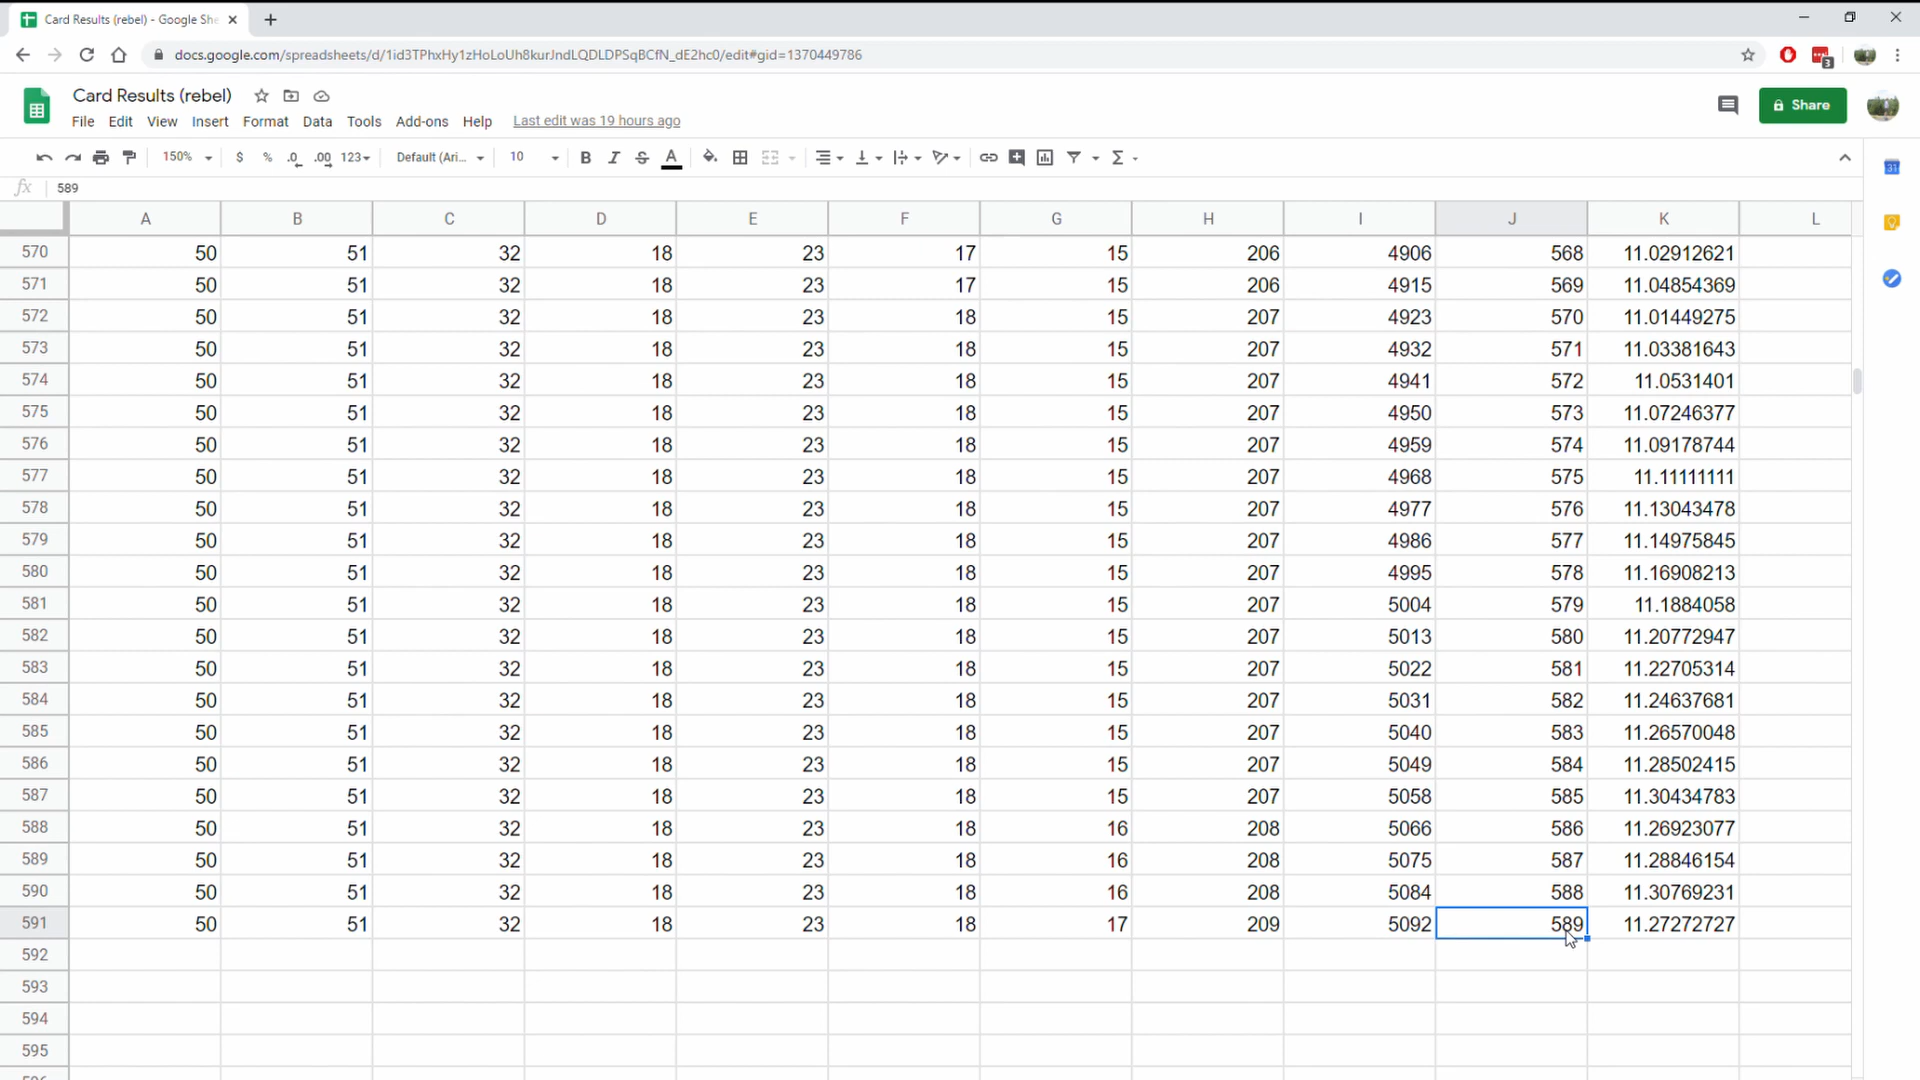 Card Results (rebel) - Google She
docs.google.com/spreadsheets/d/1id3TPhxHy1zHoLoUh8kurJndLQDLDPSqBCfN_dE2hc0/edit#gid=1370449786
3
Card Results (rebel)
Share
File Edit View Insert Format Data Tools Add-ons Help Last edit was 19 hours ago
150% $ % .0 .00 123 Default (Ari... 10 B I S A Σ
31
fx 589
A B C D E F G H I J K L
570 50 51 32 18 23 17 15 206 4906 568 11.02912621
571 50 51 32 18 23 17 15 206 4915 569 11.04854369
572 50 51 32 18 23 18 15 207 4923 570 11.01449275
573 50 51 32 18 23 18 15 207 4932 571 11.03381643
574 50 51 32 18 23 18 15 207 4941 572 11.0531401
575 50 51 32 18 23 18 15 207 4950 573 11.07246377
576 50 51 32 18 23 18 15 207 4959 574 11.09178744
577 50 51 32 18 23 18 15 207 4968 575 11.11111111
578 50 51 32 18 23 18 15 207 4977 576 11.13043478
579 50 51 32 18 23 18 15 207 4986 577 11.14975845
580 50 51 32 18 23 18 15 207 4995 578 11.16908213
581 50 51 32 18 23 18 15 207 5004 579 11.1884058
582 50 51 32 18 23 18 15 207 5013 580 11.20772947
583 50 51 32 18 23 18 15 207 5022 581 11.22705314
584 50 51 32 18 23 18 15 207 5031 582 11.24637681
585 50 51 32 18 23 18 15 207 5040 583 11.26570048
586 50 51 32 18 23 18 15 207 5049 584 11.28502415
587 50 51 32 18 23 18 15 207 5058 585 11.30434783
588 50 51 32 18 23 18 16 208 5066 586 11.26923077
589 50 51 32 18 23 18 16 208 5075 587 11.28846154
590 50 51 32 18 23 18 16 208 5084 588 11.30769231
591 50 51 32 18 23 18 17 209 5092 589 11.27272727
592
593
594
595